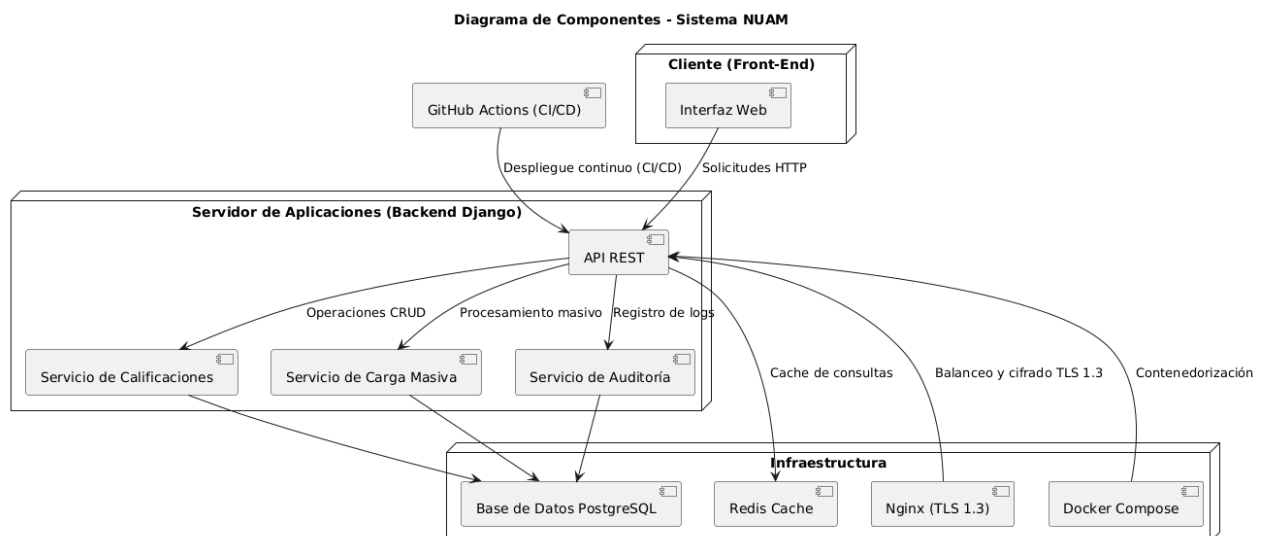 Diagrama de Componentes - Sistema NUAM
Cliente (Front-End)
GitHub Actions (CI/CD)
Interfaz Web
Despliegue continuo (CI/CD)
Solicitudes HTTP
Servidor de Aplicaciones (Backend Django)
API REST
Operaciones CRUD
Procesamiento masivo
Registro de logs
Servicio de Calificaciones
Servicio de Carga Masiva
Servicio de Auditoría
Cache de consultas
Balanceo y cifrado TLS 1.3
Contenedorización
Infraestructura
Base de Datos PostgreSQL
Redis Cache
Nginx (TLS 1.3)
Docker Compose